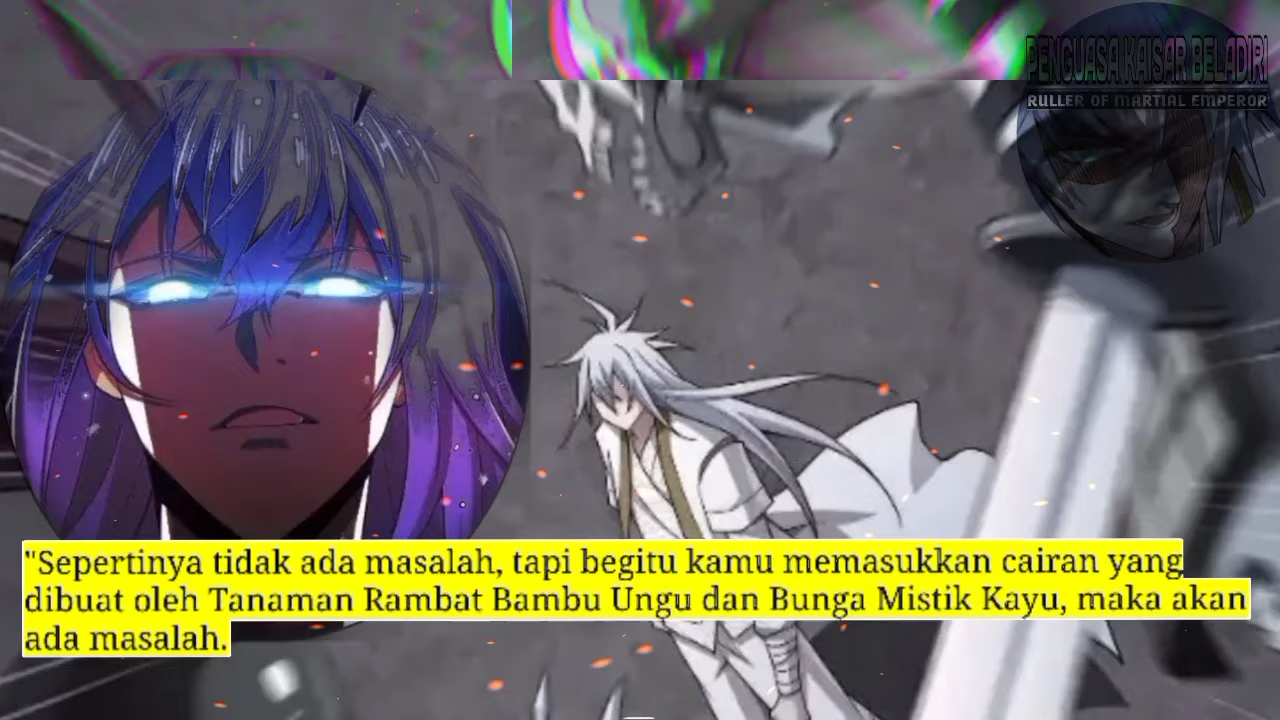 PENGUASA KAISAR BELADIRI
RULLER OF MARTIAL EMPEROR
"Sepertinya tidak ada masalah, tapi begitu kamu memasukkan cairan yang
dibuat oleh Tanaman Rambat Bambu Ungu dan Bunga Mistik Kayu, maka akan
ada masalah.